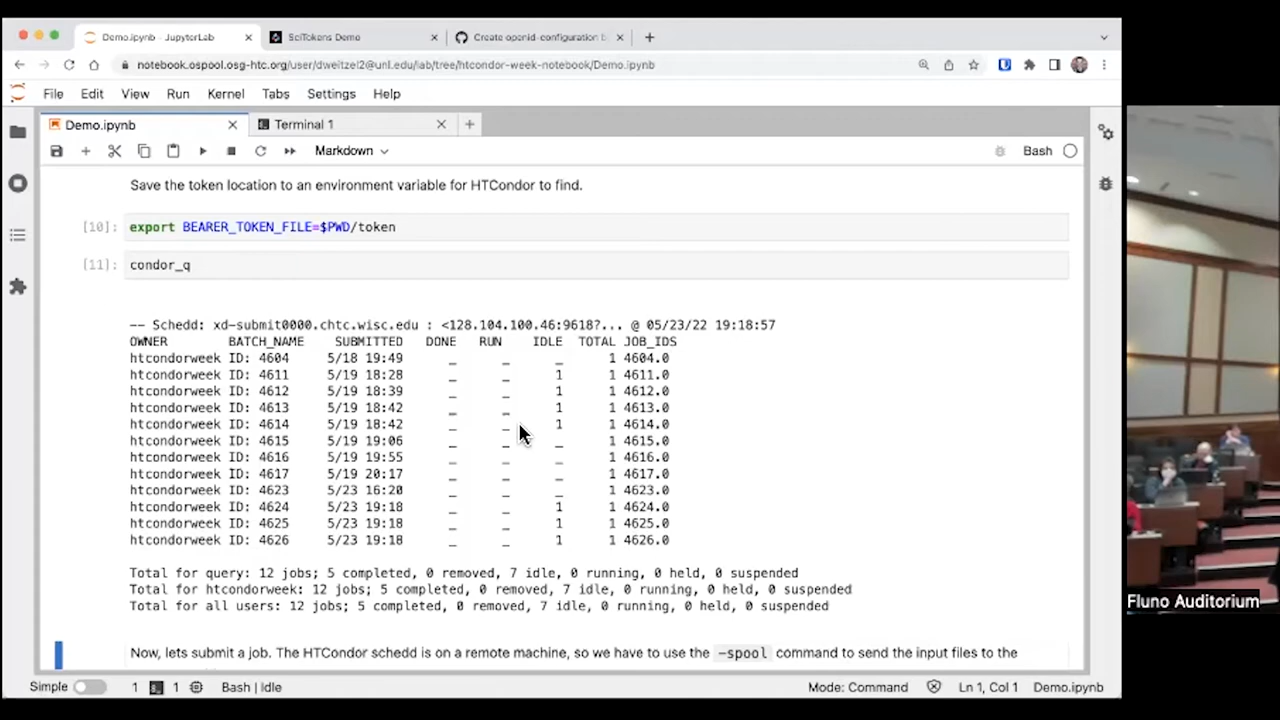 Demo.ipynb - JupyterLab
SciTokens Demo
Create openid-configuration b
notebook.ospool.osg-htc.org/user/dweitzel2@unl.edu/lab/tree/htcondor-week-notebook/Demo.ipynb
File Edit View Run Kernel Tabs Settings Help
Demo.ipynb
Terminal 1
Markdown
Bash
Save the token location to an environment variable for HTCondor to find.
[10]: export BEARER_TOKEN_FILE=$PWD/token
[11]: condor_q
-- Schedd: xd-submit0000.chtc.wisc.edu : <128.104.100.46:9618?... @ 05/23/22 19:18:57
OWNER BATCH_NAME SUBMITTED DONE RUN IDLE TOTAL JOB_IDS
htcondorweek ID: 4604 5/18 19:49 _ _ _ 1 4604.0
htcondorweek ID: 4611 5/19 18:28 _ _ 1 1 4611.0
htcondorweek ID: 4612 5/19 18:39 _ _ 1 1 4612.0
htcondorweek ID: 4613 5/19 18:42 _ _ 1 1 4613.0
htcondorweek ID: 4614 5/19 18:42 _ _ 1 1 4614.0
htcondorweek ID: 4615 5/19 19:06 _ _ _ 1 4615.0
htcondorweek ID: 4616 5/19 19:55 _ _ _ 1 4616.0
htcondorweek ID: 4617 5/19 20:17 _ _ _ 1 4617.0
htcondorweek ID: 4623 5/23 16:20 _ _ _ 1 4623.0
htcondorweek ID: 4624 5/23 19:18 _ _ 1 1 4624.0
htcondorweek ID: 4625 5/23 19:18 _ _ 1 1 4625.0
htcondorweek ID: 4626 5/23 19:18 _ _ 1 1 4626.0
Total for query: 12 jobs; 5 completed, 0 removed, 7 idle, 0 running, 0 held, 0 suspended
Total for htcondorweek: 12 jobs; 5 completed, 0 removed, 7 idle, 0 running, 0 held, 0 suspended
Total for all users: 12 jobs; 5 completed, 0 removed, 7 idle, 0 running, 0 held, 0 suspended
Now, lets submit a job. The HTCondor schedd is on a remote machine, so we have to use the -spool command to send the input files to the
Simple 1 1 Bash | Idle Mode: Command Ln 1, Col 1 Demo.ipynb
Fluno Auditorium